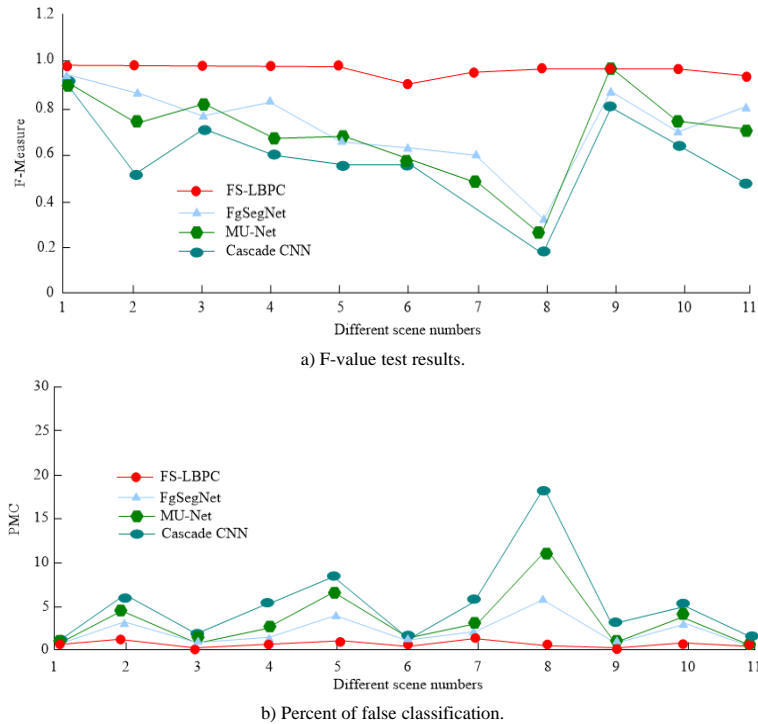 1.2
1.0
0.8
0.6
0.4
0.2
0
F-Measure
FS-LBPC
FgSegNet
MU-Net
Cascade CNN
1 2 3 4 5 6 7 8 9 10 11
Different scene numbers
a) F-value test results.
30
25
20
15
10
5
0
PMC
FS-LBPC
FgSegNet
MU-Net
Cascade CNN
1 2 3 4 5 6 7 8 9 10 11
Different scene numbers
b) Percent of false classification.